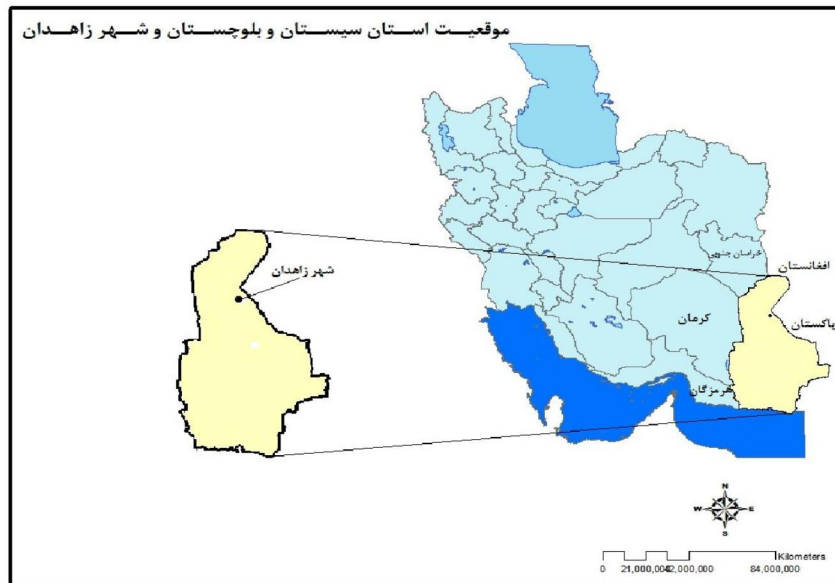 موقعیت استان سیستان و بلوچستان و شهر زاهدان
خراسان جنوبی
افغانستان
شهر زاهدان
کرمان
پاکستان
هرمزگان
N
W E
S
Kilometers
0 21,000,000 42,000,000 84,000,000